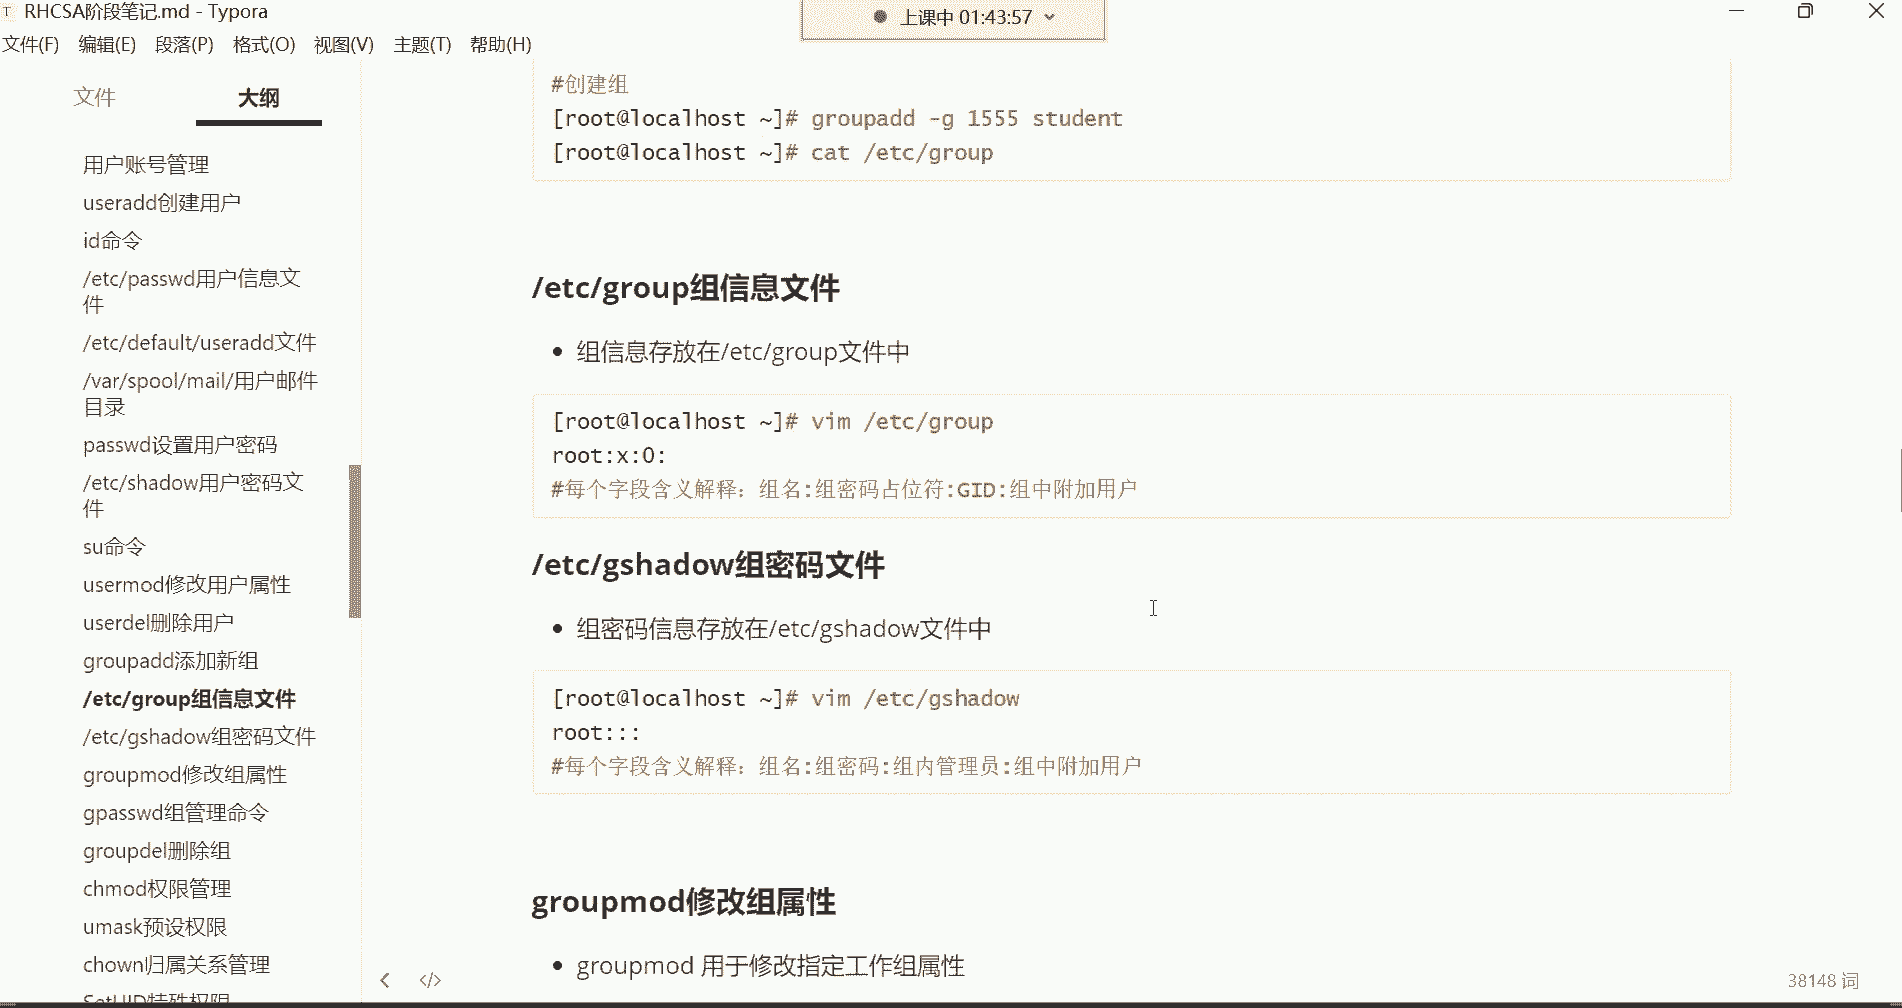 RHCSA阶段笔记.md - Typora
上课中 01:43:57
文件(F) 编辑(E) 段落(P) 格式(O) 视图(V) 主题(T) 帮助(H)
文件 大纲
用户账号管理
useradd创建用户
id命令
/etc/passwd用户信息文
件
/etc/default/useradd文件
/var/spool/mail/用户邮件
目录
passwd设置用户密码
/etc/shadow用户密码文
件
su命令
usermod修改用户属性
userdel删除用户
groupadd添加新组
/etc/group组信息文件
/etc/gshadow组密码文件
groupmod修改组属性
gpasswd组管理命令
groupdel删除组
chmod权限管理
umask预设权限
chown归属关系管理
SetUID特殊权限
#创建组
[root@localhost ~]# groupadd -g 1555 student
[root@localhost ~]# cat /etc/group
/etc/group组信息文件
组信息存放在/etc/group文件中
[root@localhost ~]# vim /etc/group
root:x:0:
#每个字段含义解释：组名:组密码占位符:GID:组中附加用户
/etc/gshadow组密码文件
组密码信息存放在/etc/gshadow文件中
[root@localhost ~]# vim /etc/gshadow
root:::
#每个字段含义解释：组名:组密码:组内管理员:组中附加用户
groupmod修改组属性
groupmod 用于修改指定工作组属性
38148 词